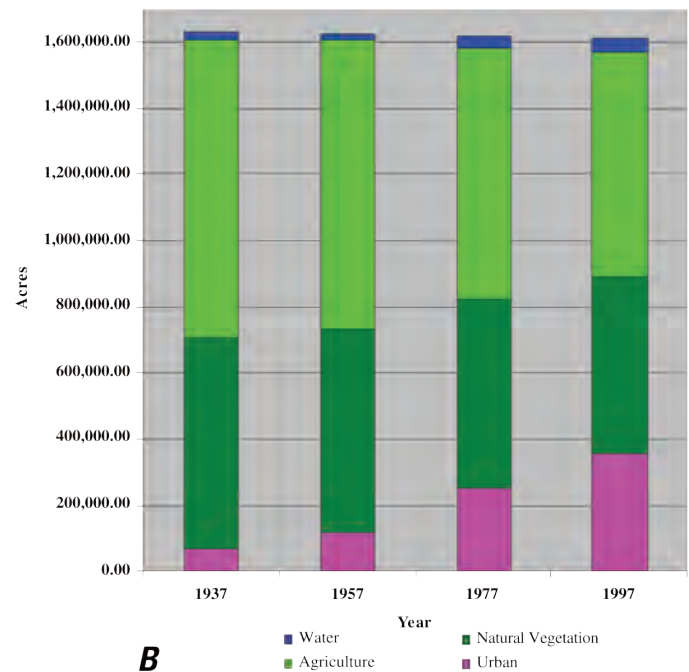 1,600,000.00
1,400,000.00
1,200,000.00
1,000,000.00
800,000.00
600,000.00
400,000.00
200,000.00
0.00
Acres
1937 1957 1977 1997
Year
Water Natural Vegetation
Agriculture Urban
B